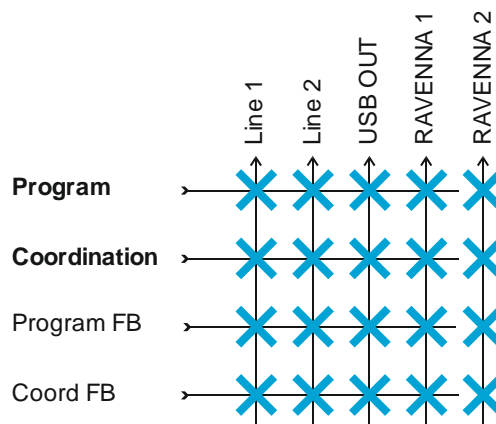 Line 1
Line 2
USB OUT
RAVENNA 1
RAVENNA 2
Program
Coordination
Program FB
Coord FB